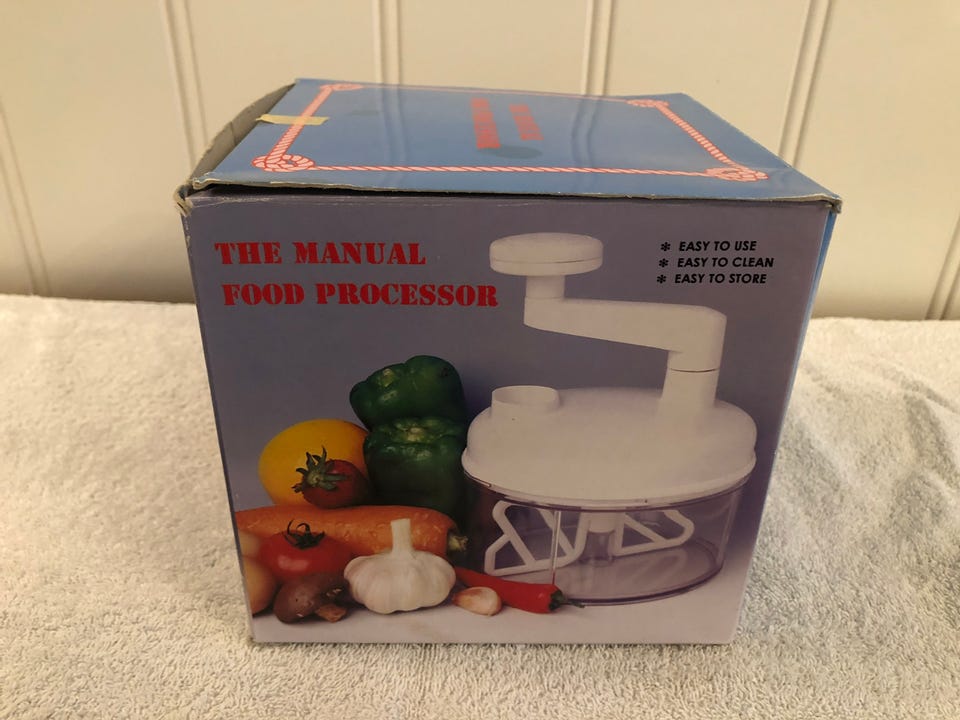 THE MANUAL
FOOD PROCESSOR
✻ EASY TO USE
✻ EASY TO CLEAN
✻ EASY TO STORE